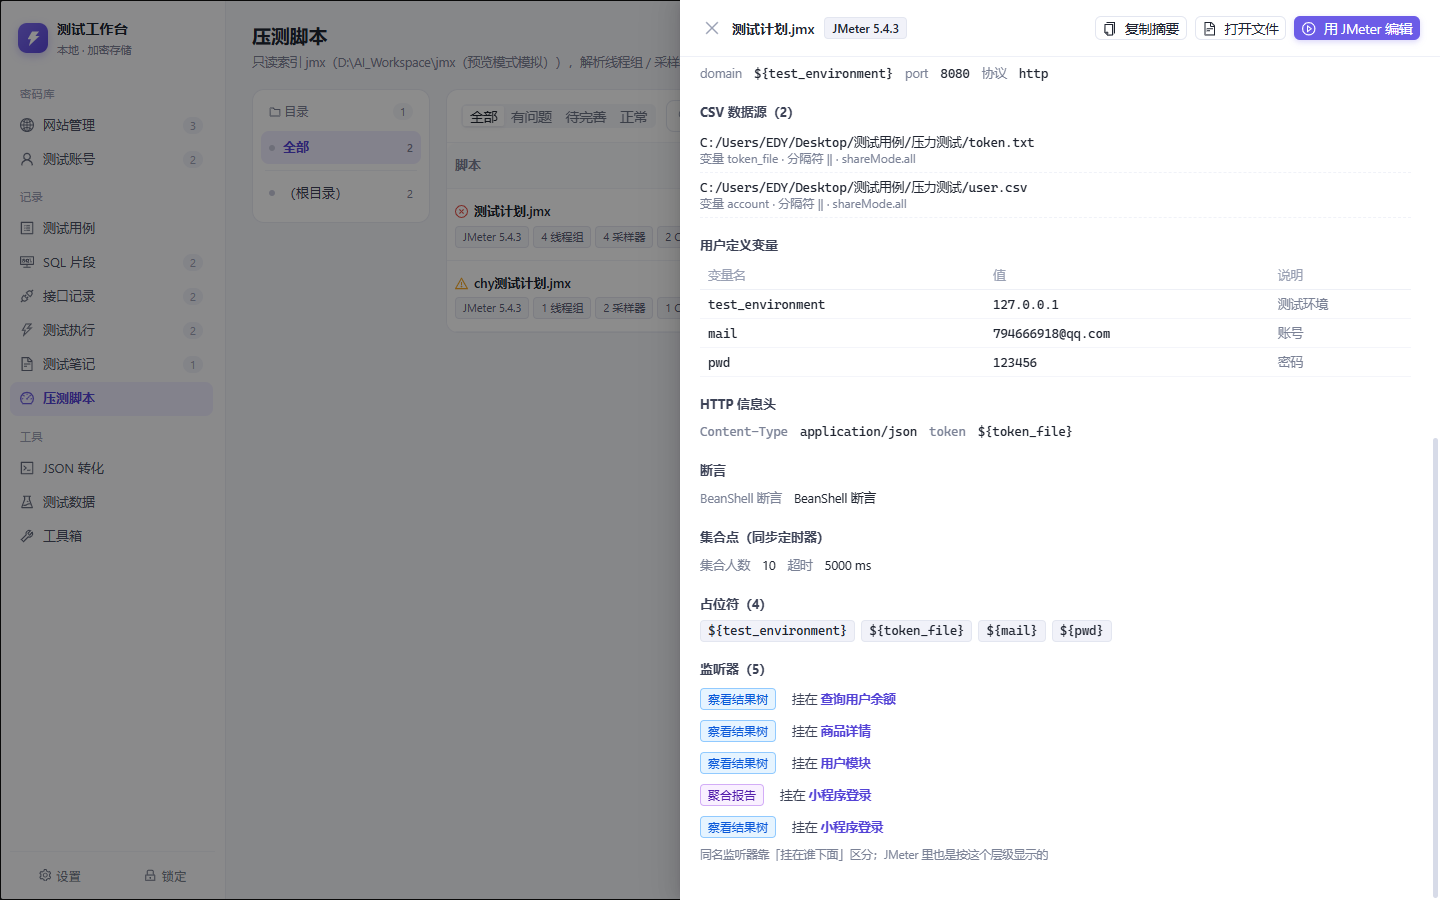 测试工作台
本地 · 加密存储
密码库
网站管理 3
测试账号 2
记录
测试用例
SQL 片段 2
接口记录 2
测试执行 2
测试笔记 1
压测脚本
工具
JSON 转化
测试数据
工具箱
设置 锁定
压测脚本
只读索引 jmx（D:\AI_Workspace\jmx（预览模式模拟）），解析线程组 / 采样
目录 1
全部 2
（根目录） 2
全部 有问题 待完善 正常
脚本
测试计划.jmx
JMeter 5.4.3 4 线程组 4 采样器 2 C
chy测试计划.jmx
JMeter 5.4.3 1 线程组 2 采样器 1 C
测试计划.jmx JMeter 5.4.3 复制摘要 打开文件 用 JMeter 编辑
domain ${test_environment} port 8080 协议 http
CSV 数据源（2）
C:/Users/EDY/Desktop/测试用例/压力测试/token.txt
变量 token_file · 分隔符 || · shareMode.all
C:/Users/EDY/Desktop/测试用例/压力测试/user.csv
变量 account · 分隔符 || · shareMode.all
用户定义变量
变量名 值 说明
test_environment 127.0.0.1 测试环境
mail 794666918@qq.com 账号
pwd 123456 密码
HTTP 信息头
Content-Type application/json token ${token_file}
断言
BeanShell 断言 BeanShell 断言
集合点（同步定时器）
集合人数 10 超时 5000 ms
占位符（4）
${test_environment} ${token_file} ${mail} ${pwd}
监听器（5）
察看结果树 挂在 查询用户余额
察看结果树 挂在 商品详情
察看结果树 挂在 用户模块
聚合报告 挂在 小程序登录
察看结果树 挂在 小程序登录
同名监听器靠「挂在谁下面」区分；JMeter 里也是按这个层级显示的